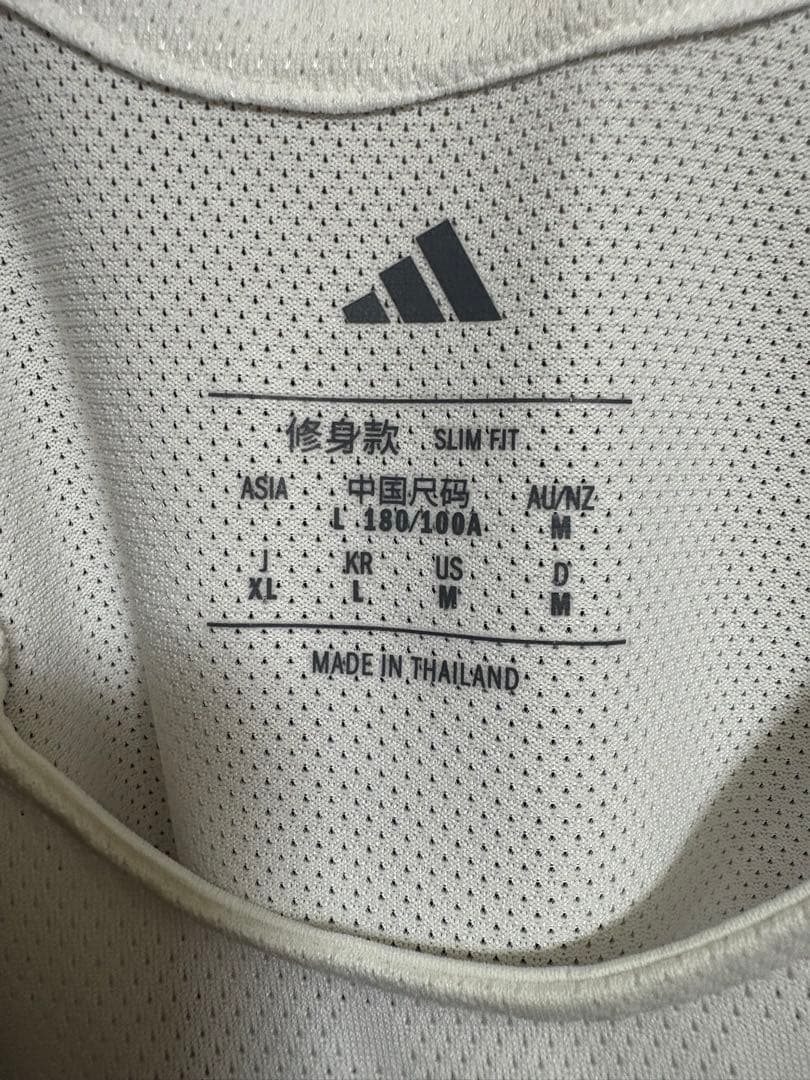 修身款 SLIM FIT
ASIA 中国尺码 AU/NZ
L 180/100A M
J KR US D
XL L M M
MADE IN THAILAND